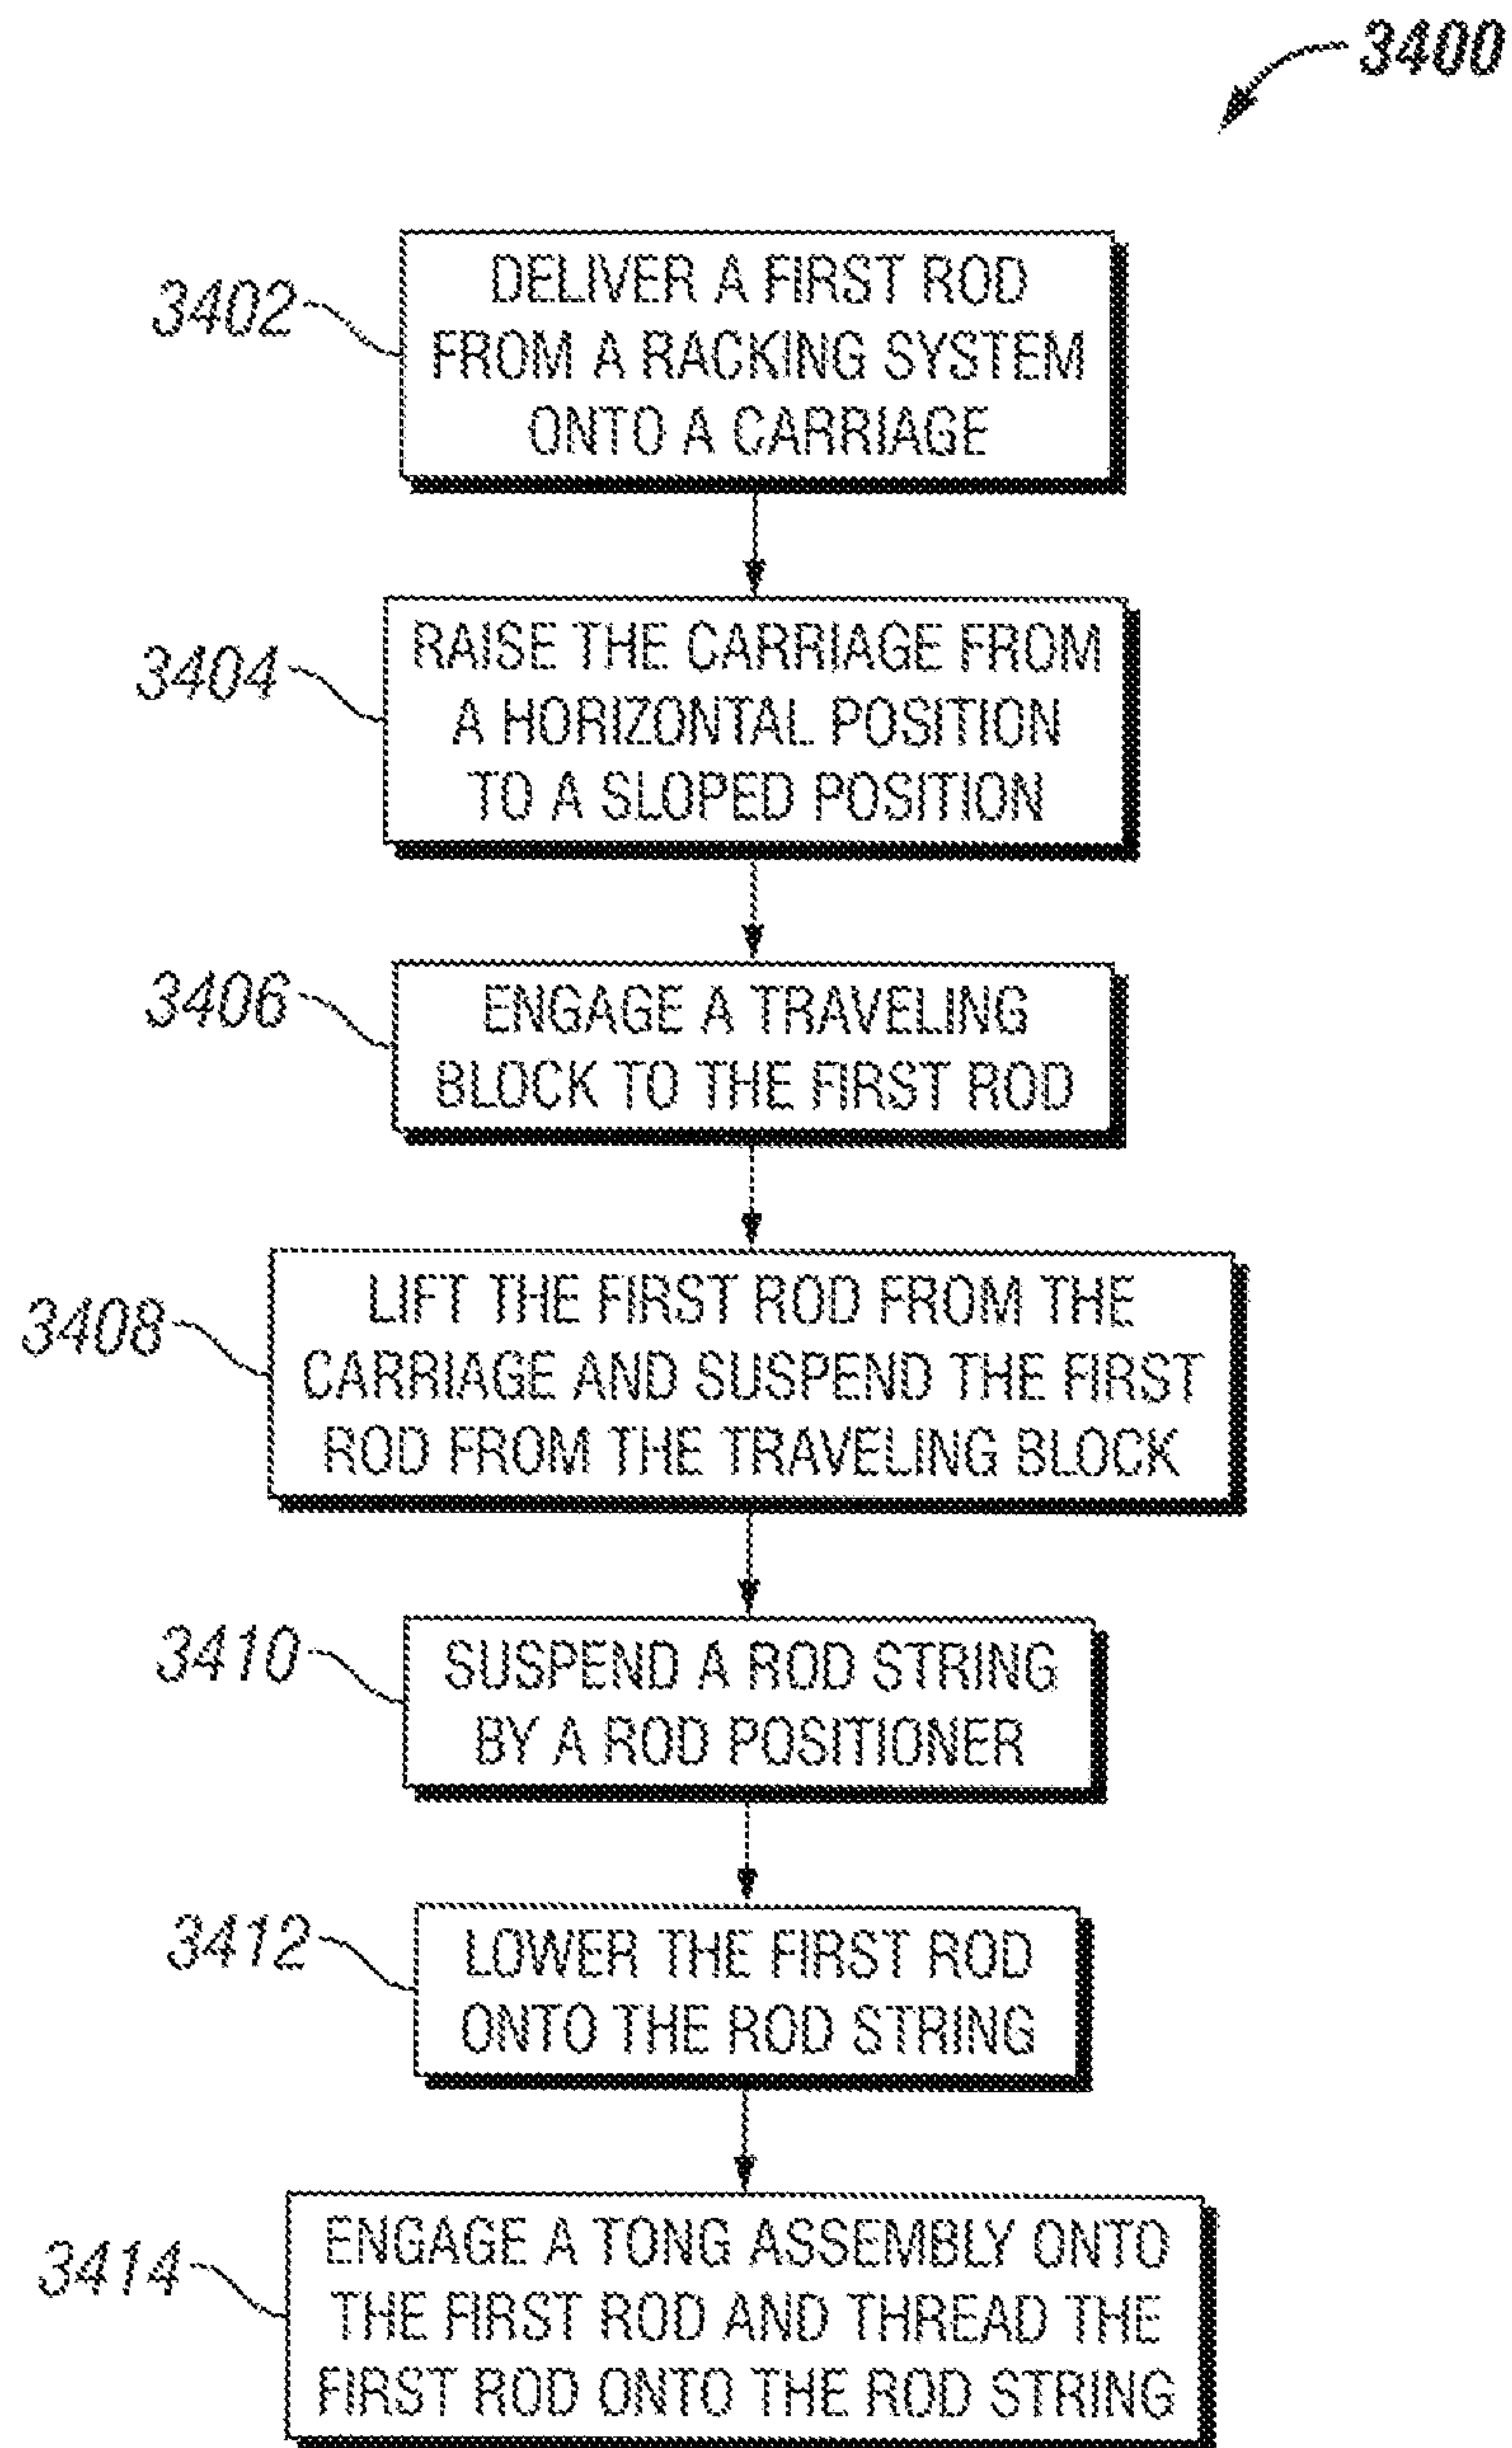 3400
3402
DELIVER A FIRST ROD
FROM A RACKING SYSTEM
ONTO A CARRIAGE
3404
RAISE THE CARRIAGE FROM
A HORIZONTAL POSITION
TO A SLOPED POSITION
3406
ENGAGE A TRAVELING
BLOCK TO THE FIRST ROD
3408
LIFT THE FIRST ROD FROM THE
CARRIAGE AND SUSPEND THE FIRST
ROD FROM THE TRAVELING BLOCK
3410
SUSPEND A ROD STRING
BY A ROD POSITIONER
3412
LOWER THE FIRST ROD
ONTO THE ROD STRING
3414
ENGAGE A TONG ASSEMBLY ONTO
THE FIRST ROD AND THREAD THE
FIRST ROD ONTO THE ROD STRING